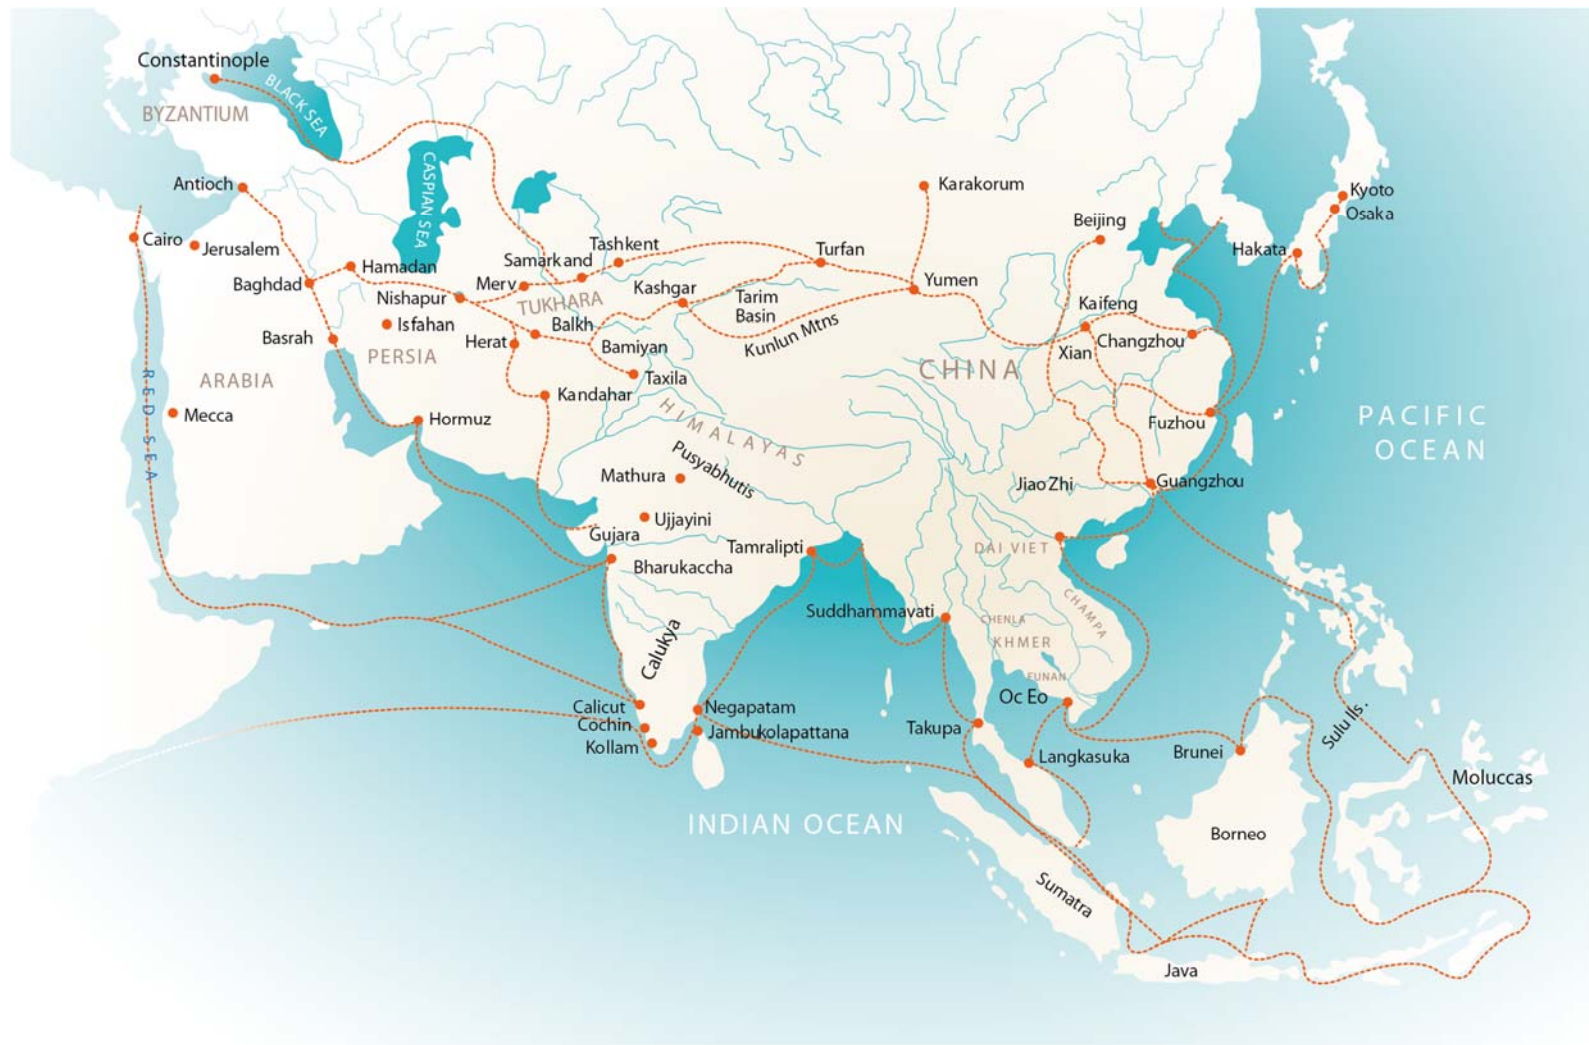 Constantinople
BLACK SEA
BYZANTIUM
CASPIAN SEA
Antioch
Karakorum
Kyoto
Osaka
Beijing
Cairo
Jerusalem
Tashkent
Turfan
Hakata
Samarkand
Hamadan
Baghdad
Merv
Yumen
Nishapur
TUKHARA
Kashgar
Tarim
Basin
Kaifeng
Isfahan
Balkh
Kunlun Mtns
Basrah
Herat
Bamiyan
Xian
Changzhou
PERSIA
CHINA
ARABIA
Taxila
Kandahar
RED SEA
Mecca
Hormuz
HIMALAYAS
Fuzhou
PACIFIC
OCEAN
Pusyabhutis
Mathura
JiaoZhi
Guangzhou
Ujjayini
Gujara
Tamralipti
DAI VIET
Bharukaccha
Suddhammavati
CHENLA
CHAMPA
KHMER
Calukya
FUNAN
Oc Eo
Calicut
Negapatam
Cochin
Jambukolapattana
Kollam
Takupa
Langkasuka
Brunei
Sulu Ils.
Moluccas
INDIAN OCEAN
Borneo
Sumatra
Java